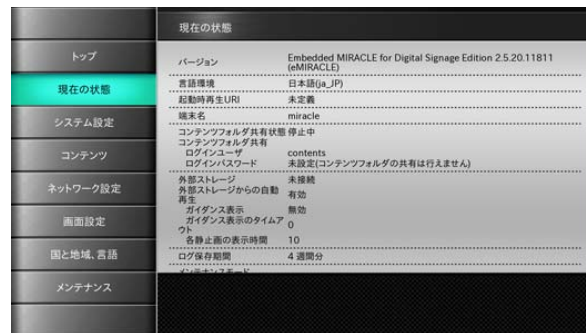 現在の状態
トップ
現在の状態
システム設定
コンテンツ
ネットワーク設定
画面設定
国と地域、言語
メンテナンス
バージョン Embedded MIRACLE for Digital Signage Edition 2.5.20.11811
(eMIRACLE)
言語環境 日本語(ja_JP)
起動時再生URI 未定義
端末名 miracle
コンテンツフォルダ共有状態 停止中
コンテンツフォルダ共有
ログインユーザ contents
ログインパスワード 未設定(コンテンツフォルダの共有は行えません)
外部ストレージ 未接続
外部ストレージからの自動
再生 有効
ガイダンス表示 無効
ガイダンス表示のタイムア
ウト 0
各静止画の表示時間 10
ログ保存期間 4 週間分
メンテナンスモード